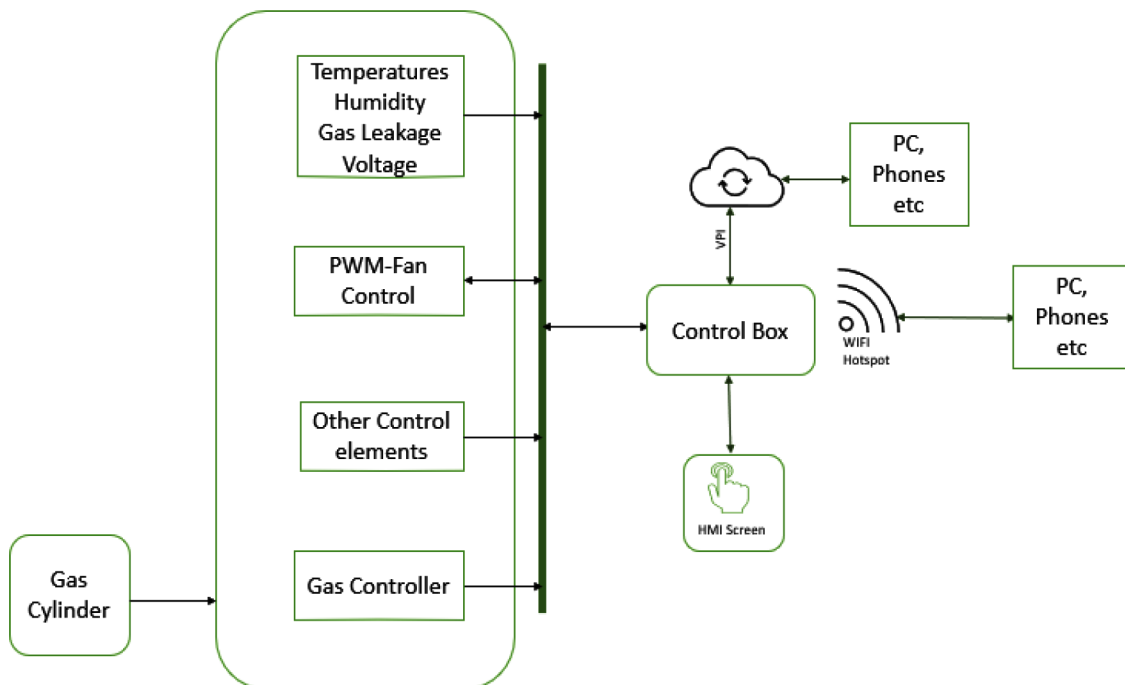 Temperatures
Humidity
Gas Leakage
Voltage
PWM-Fan
Control
Other Control
elements
Gas Controller
Gas
Cylinder
VPI
Control Box
HMI Screen
PC,
Phones
etc
WIFI
Hotspot
PC,
Phones
etc